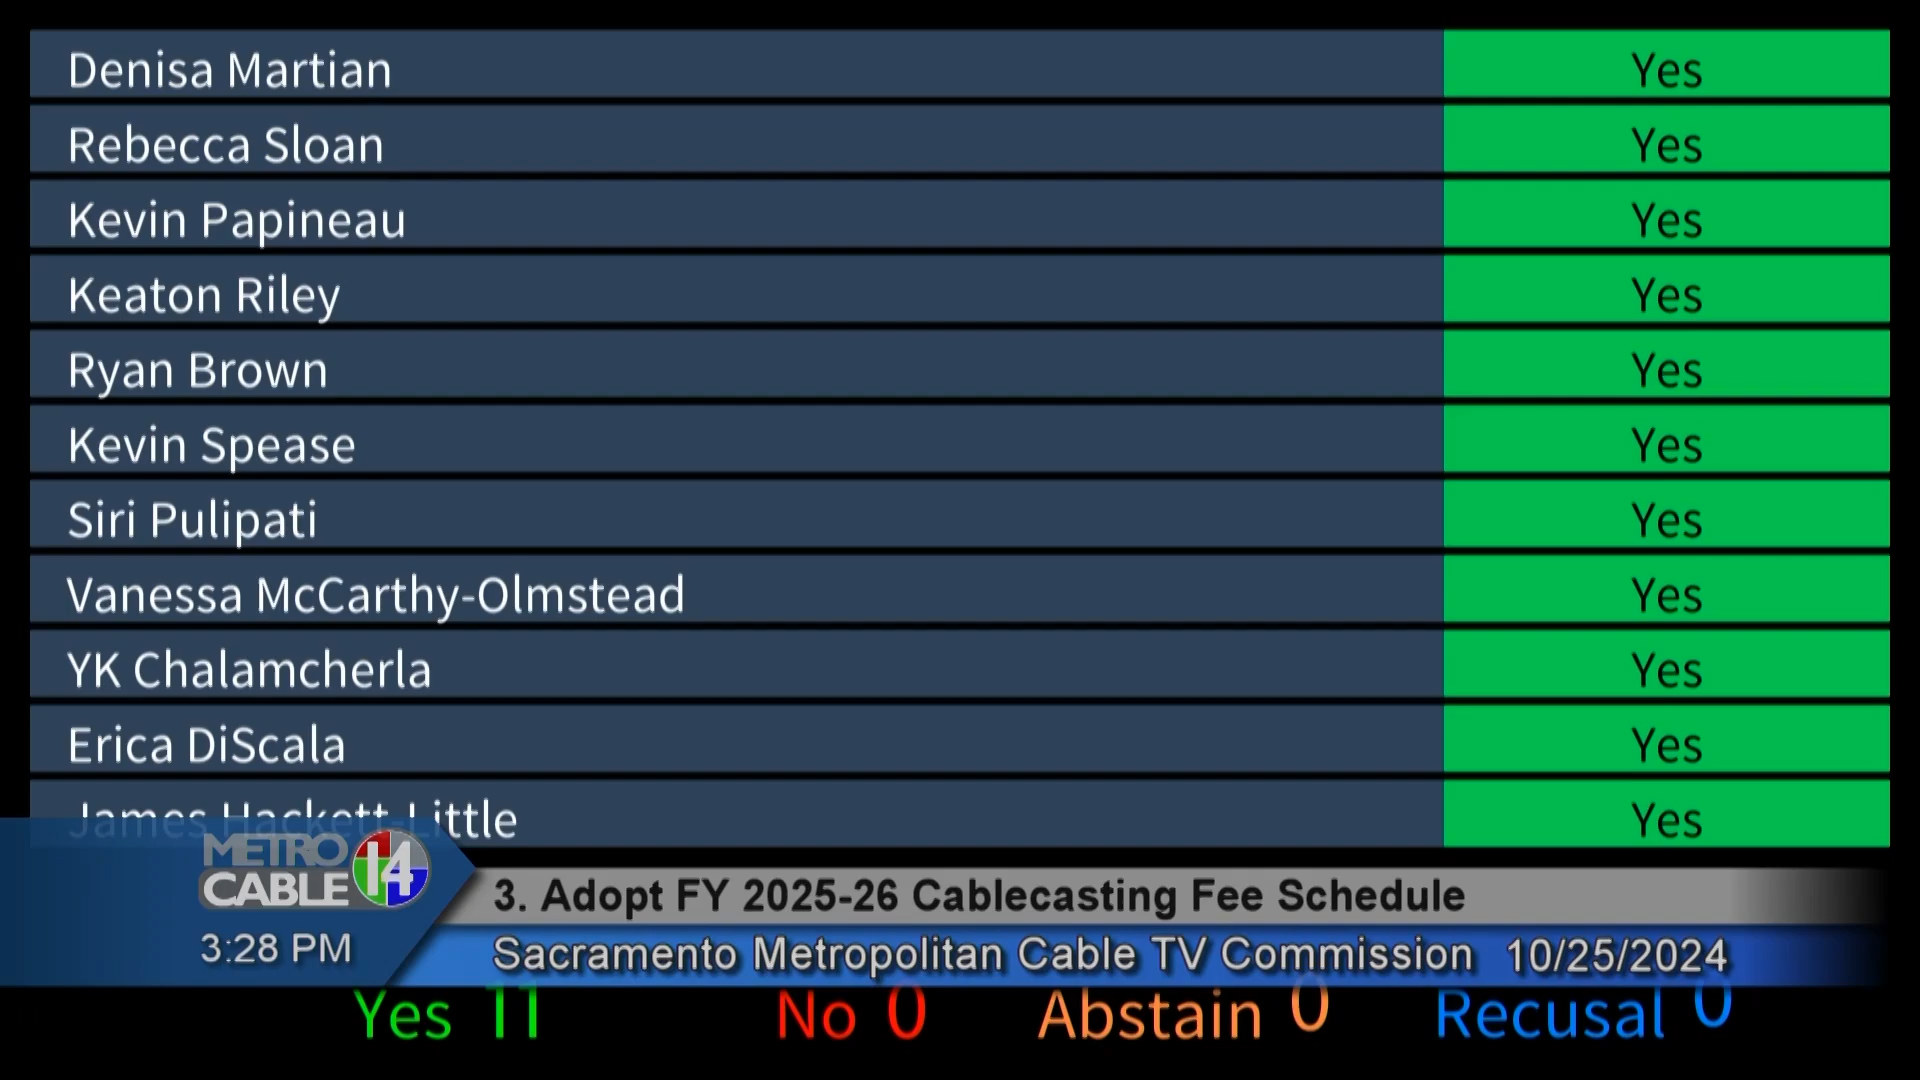 Denisa Martian Yes
Rebecca Sloan Yes
Kevin Papineau Yes
Keaton Riley Yes
Ryan Brown Yes
Kevin Spease Yes
Siri Pulipati Yes
Vanessa McCarthy-Olmstead Yes
YK Chalamcherla Yes
Erica DiScala Yes
James Hackett-Little Yes
METRO
CABLE 14
3. Adopt FY 2025-26 Cablecasting Fee Schedule
3:28 PM
Sacramento Metropolitan Cable TV Commission 10/25/2024
Yes 11 No 0 Abstain 0 Recusal 0